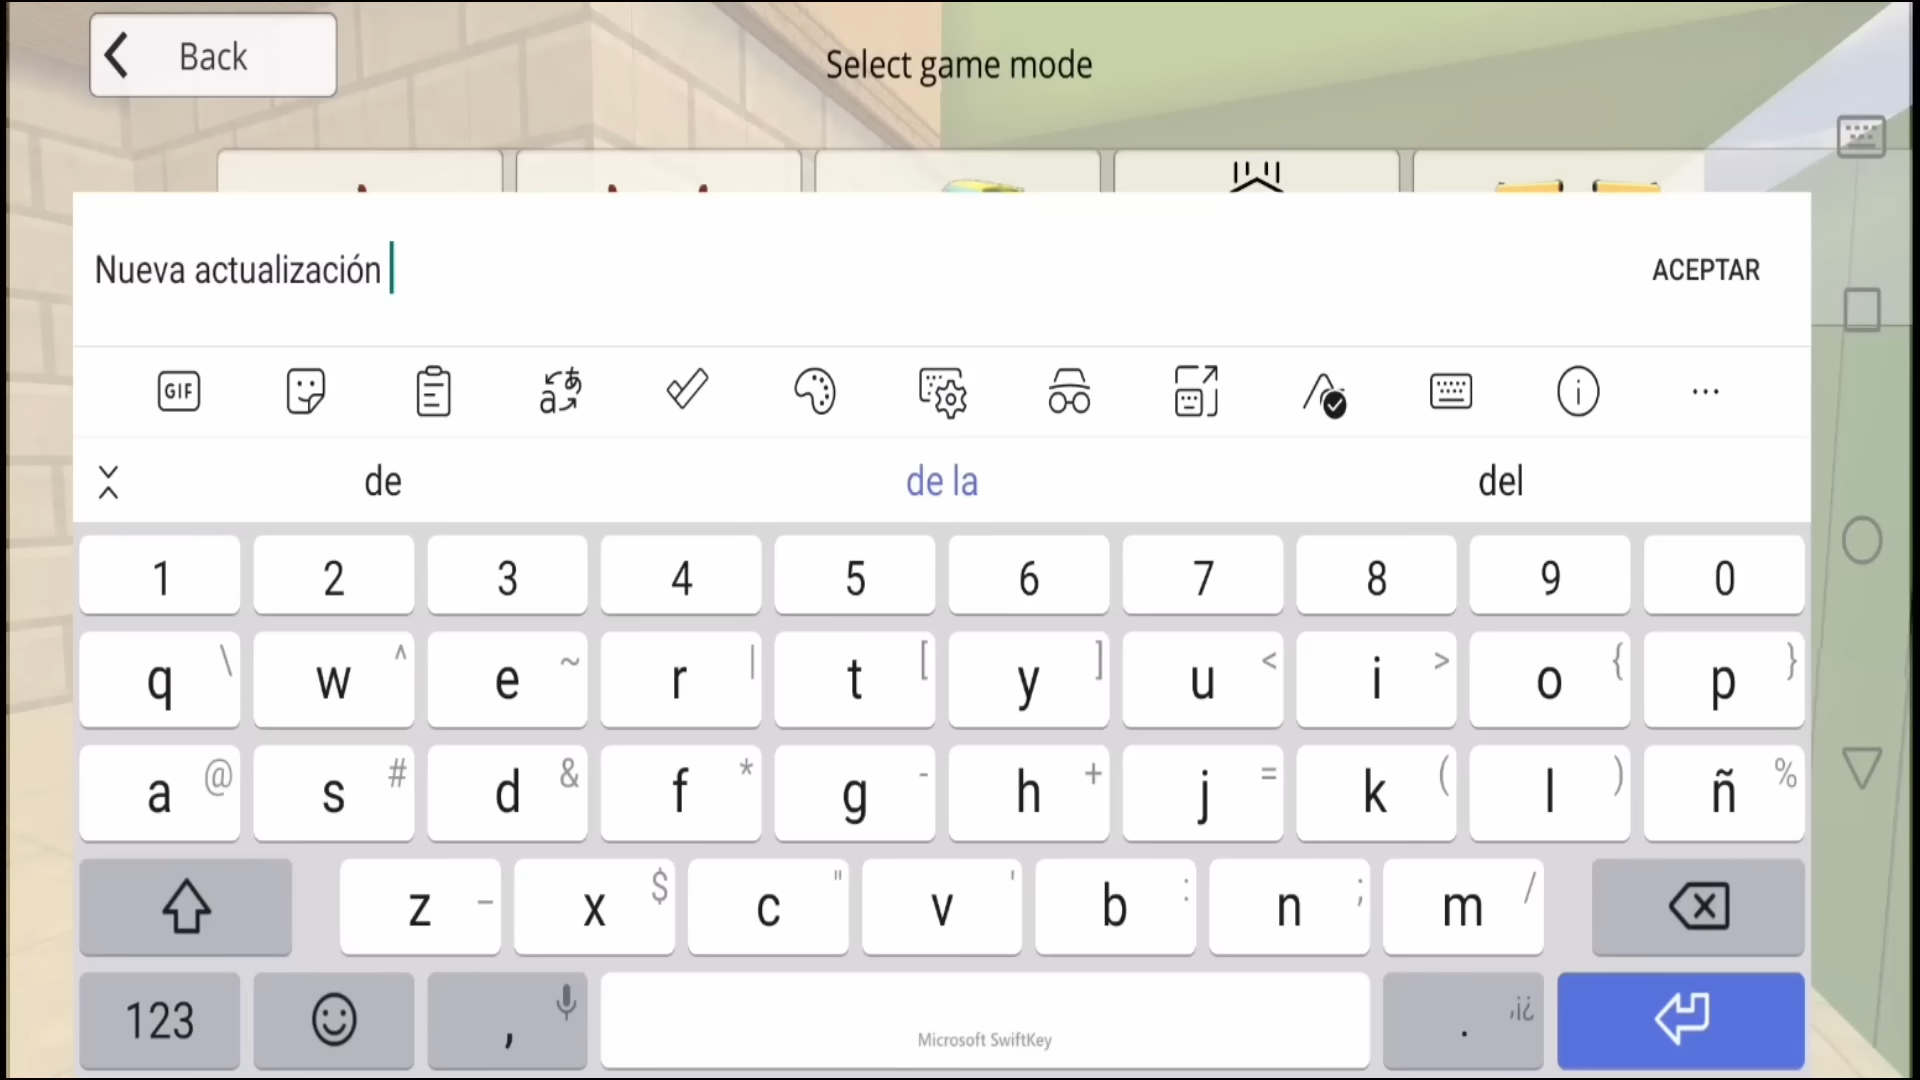 Back
Select game mode
Nueva actualización
ACEPTAR
GIF
de
de la
del
1 2 3 4 5 6 7 8 9 0
q \ w ^ e ~ r | t [ y ] u < i > o { p }
a @ s # d & f * g - h + j = k ( l ) ñ %
z _ x $ c " v ' b : n ; m /
123 , . ,¡¿
Microsoft SwiftKey